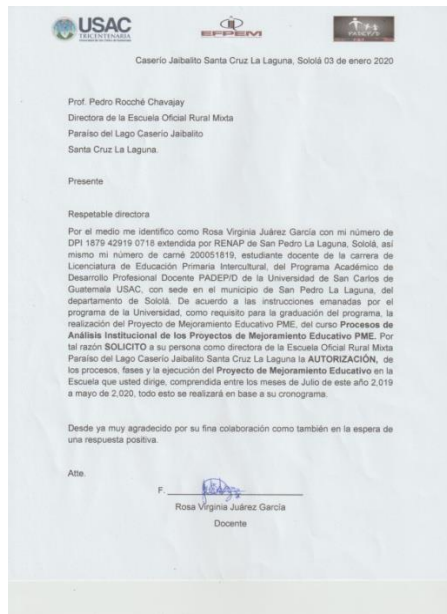 USAC
TRICENTENARIA
EFPEM
PADEP/D
Caserío Jaibalito Santa Cruz La Laguna, Sololá 03 de enero 2020
Prof. Pedro Rocché Chavajay
Directora de la Escuela Oficial Rural Mixta
Paraíso del Lago Caserío Jaibalito
Santa Cruz La Laguna.
Presente
Respetable directora
Por el medio me identifico como Rosa Virginia Juárez García con mi número de
DPI 1879 42919 0718 extendida por RENAP de San Pedro La Laguna, Sololá, así
mismo mi número de carné 200051819, estudiante docente de la carrera de
Licenciatura de Educación Primaria Intercultural, del Programa Académico de
Desarrollo Profesional Docente PADEP/D de la Universidad de San Carlos de
Guatemala USAC, con sede en el municipio de San Pedro La Laguna, del
departamento de Sololá. De acuerdo a las instrucciones emanadas por el
programa de la Universidad, como requisito para la graduación del programa, la
realización del Proyecto de Mejoramiento Educativo PME, del curso Procesos de
Análisis Institucional de los Proyectos de Mejoramiento Educativo PME. Por
tal razón SOLICITO a su persona como directora de la Escuela Oficial Rural Mixta
Paraíso del Lago Caserío Jaibalito Santa Cruz La Laguna la AUTORIZACIÓN, de
los procesos, fases y la ejecución del Proyecto de Mejoramiento Educativo en la
Escuela que usted dirige, comprendida entre los meses de Julio de este año 2,019
a mayo de 2,020, todo esto se realizará en base a su cronograma.
Desde ya muy agradecido por su fina colaboración como también en la espera de
una respuesta positiva.
Atte.
F.
Rosa Virginia Juárez García
Docente